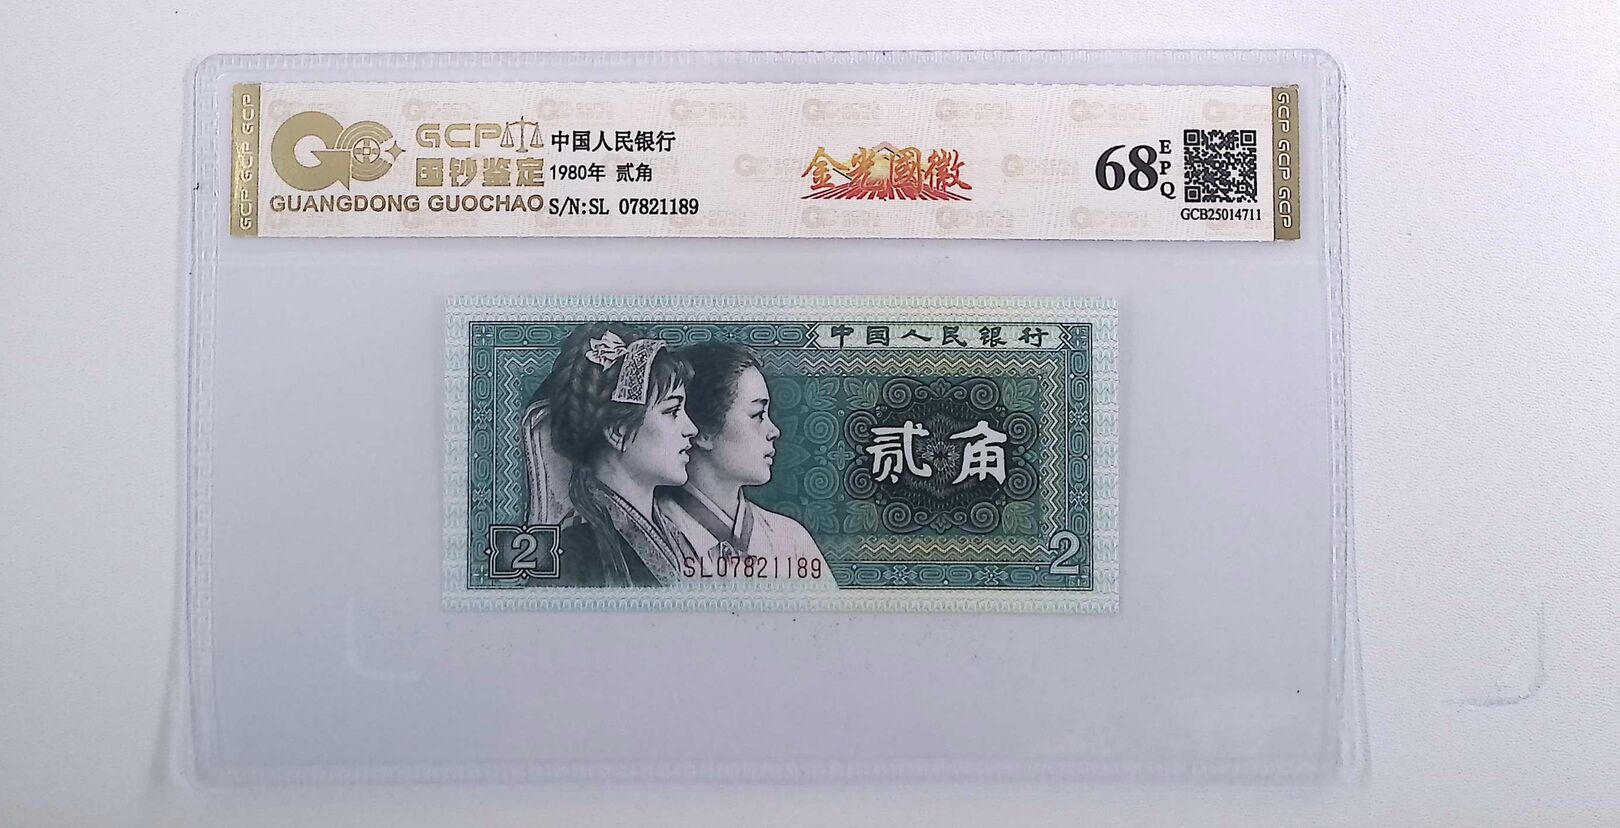 GCP GCP GCP
GCP
国钞鉴定
GUANGDONG GUOCHAO
中国人民银行
1980年 贰角
S/N:SL 07821189
金光國徽
68
EPQ
GCB25014711
GCP GCP GCP
中国人民银行
贰角
2
SL07821189
2